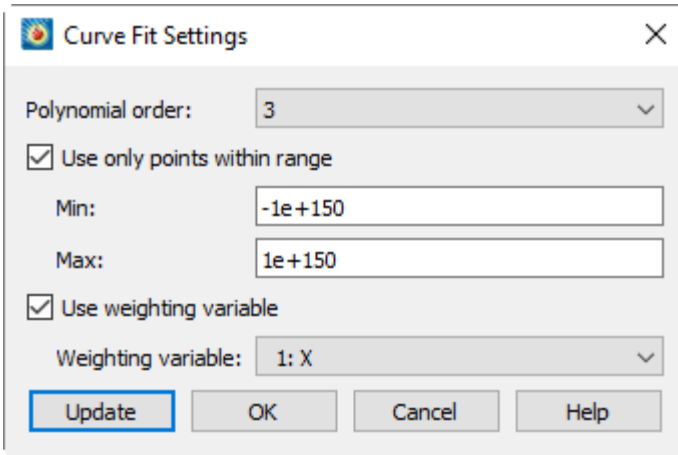 Curve Fit Settings
Polynomial order: 3
Use only points within range
Min: -1e+150
Max: 1e+150
Use weighting variable
Weighting variable: 1: X
Update OK Cancel Help